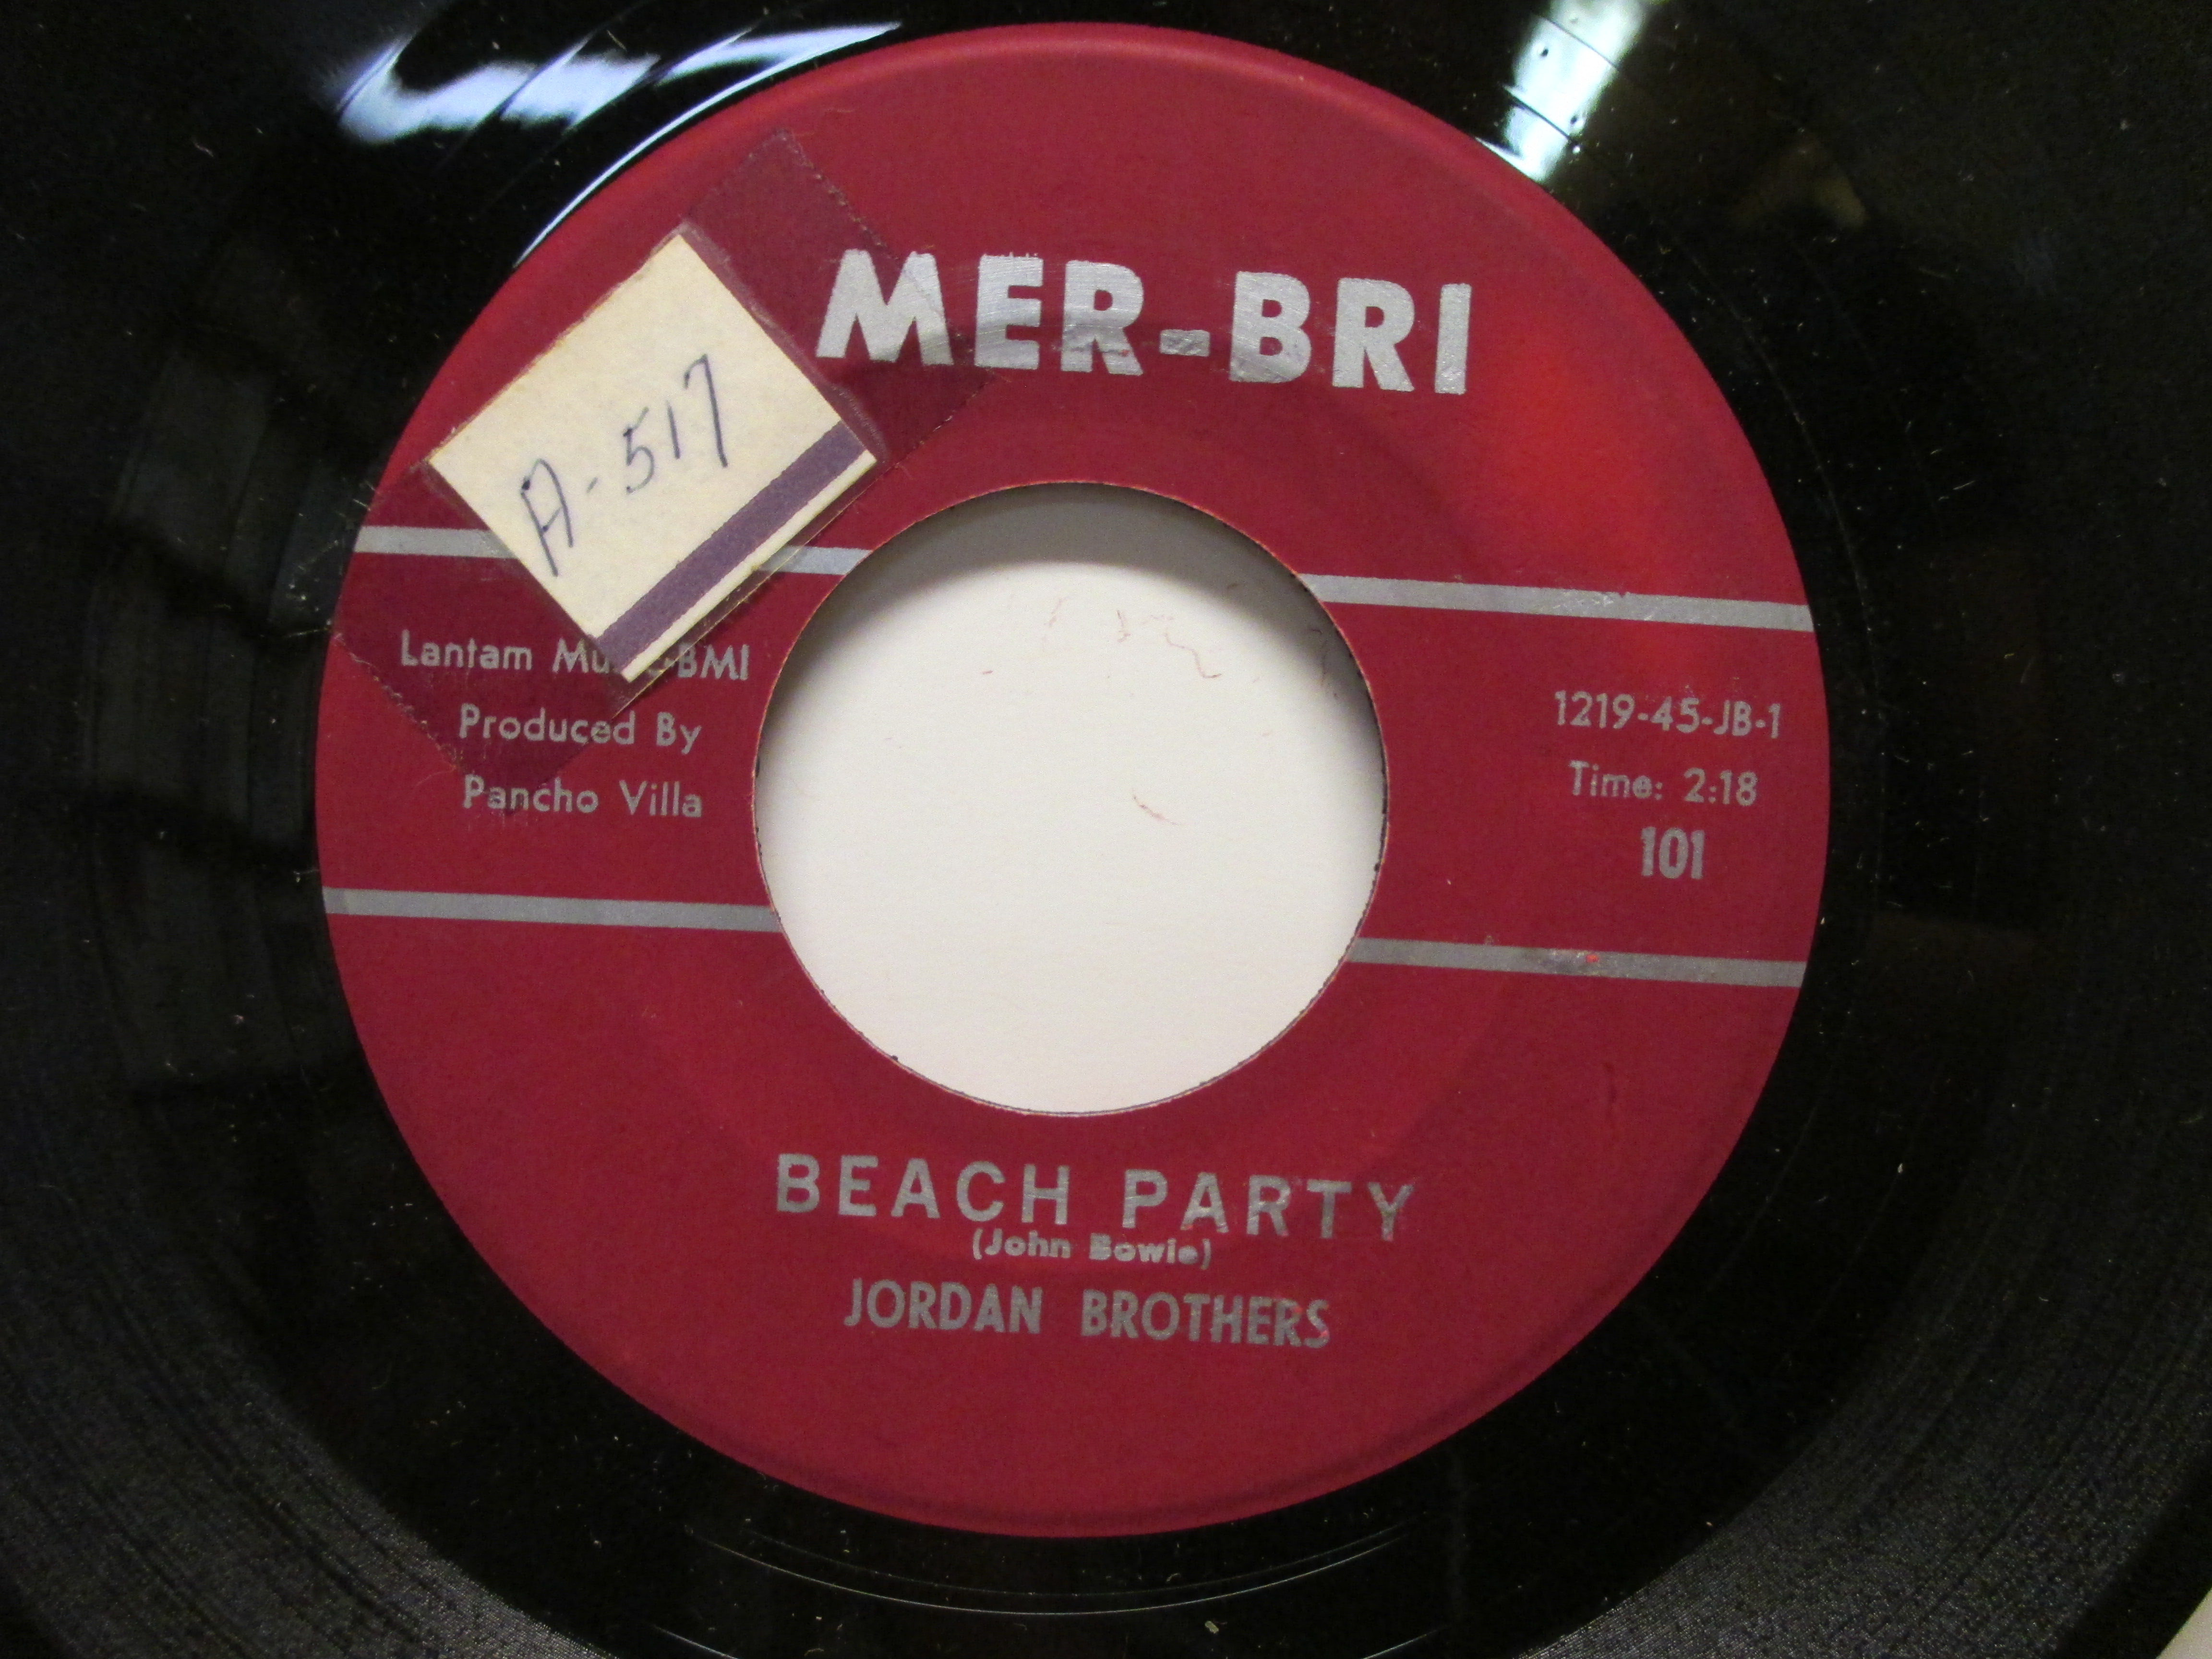 MER-BRI
A-517
Lantam BMI
Produced By
Pancho Villa
1219-45-JB-1
Time: 2:18
101
BEACH PARTY
(John Bowie)
JORDAN BROTHERS